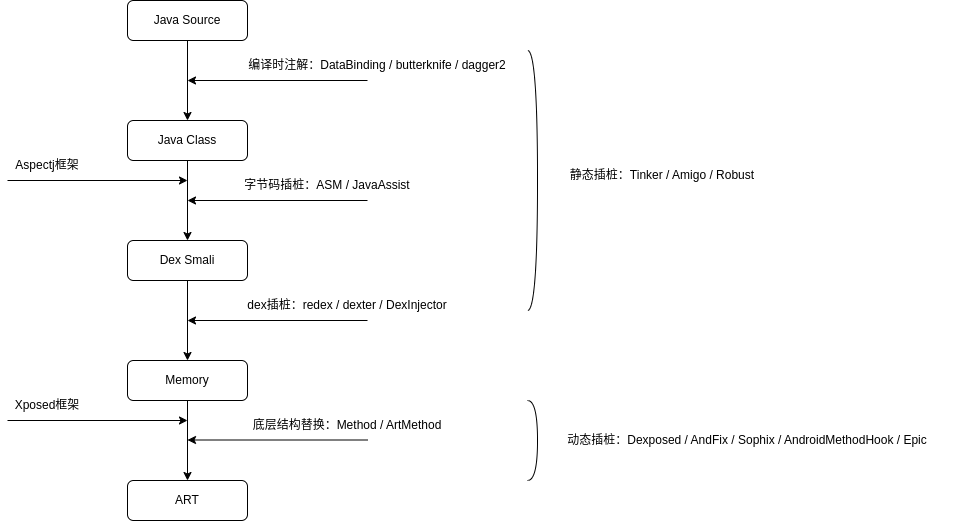 Java Source
编译时注解：DataBinding / butterknife / dagger2
Java Class
Aspectj框架
静态插桩：Tinker / Amigo / Robust
字节码插桩：ASM / JavaAssist
Dex Smali
dex插桩：redex / dexter / DexInjector
Memory
Xposed框架
底层结构替换：Method / ArtMethod
动态插桩：Dexposed / AndFix / Sophix / AndroidMethodHook / Epic
ART